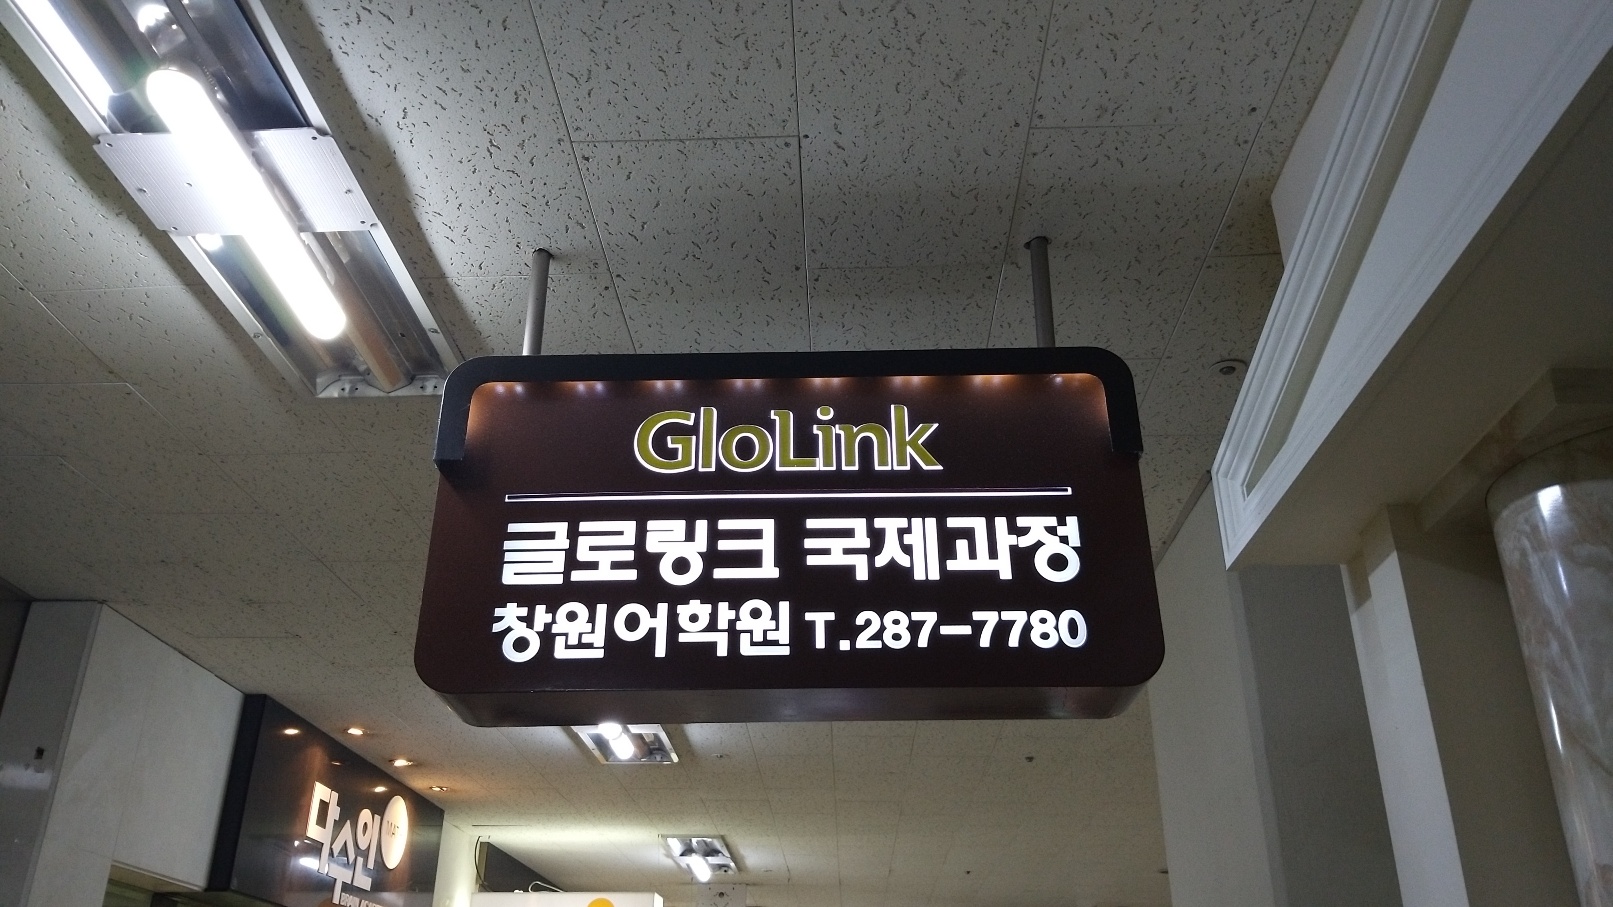 GloLink
글로링크 국제과정
창원어학원 T.287-7780
다수인